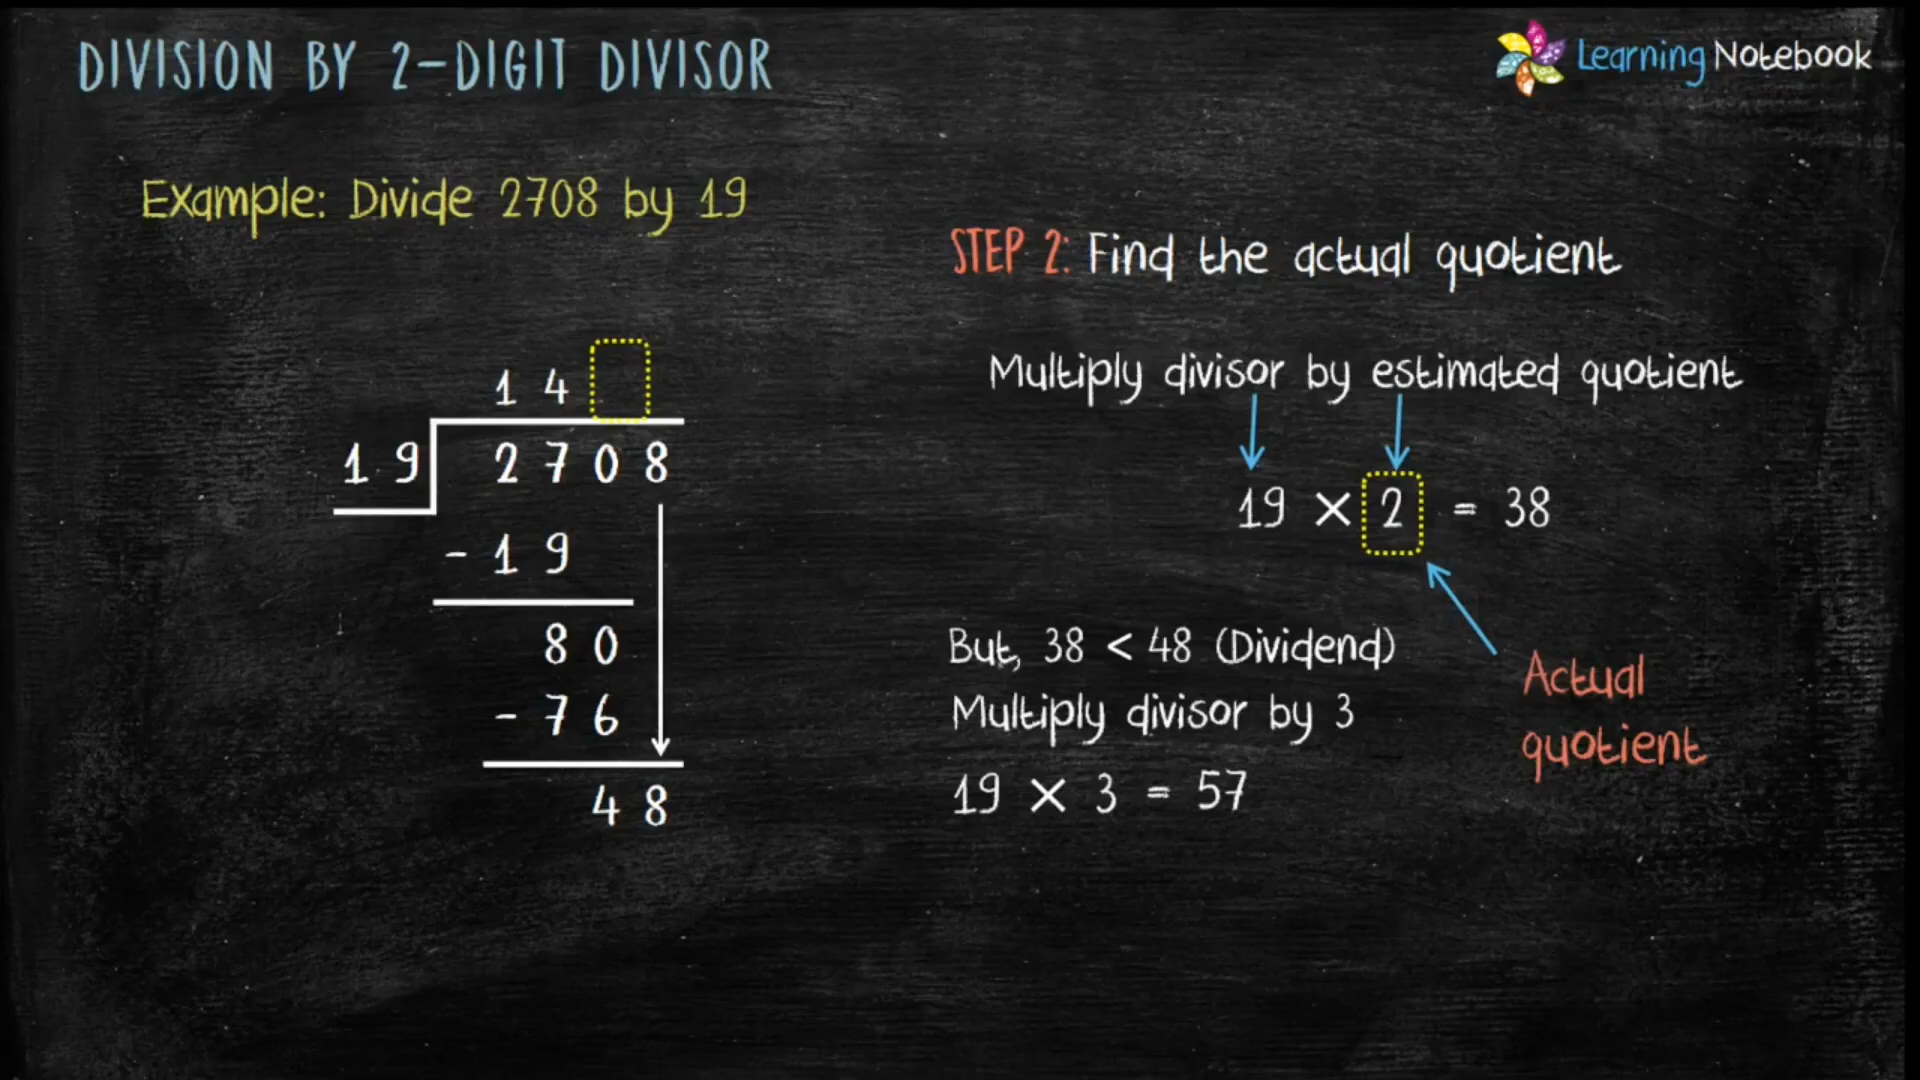 DIVISION BY 2-DIGIT DIVISOR
Learning Notebook
Example: Divide 2708 by 19
1 4
1 9 2 7 0 8
- 1 9
8 0
- 7 6
4 8
STEP 2: Find the actual quotient
Multiply divisor by estimated quotient
19 × 2 = 38
But, 38 < 48 (Dividend)
Multiply divisor by 3
19 × 3 = 57
Actual
quotient